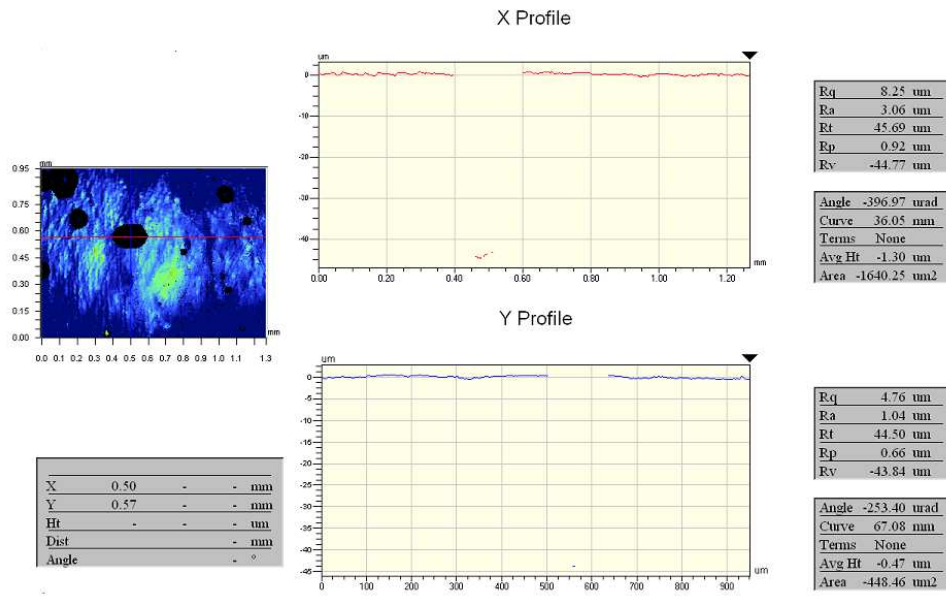 X Profile
um
0
-10
-20
-30
-40
0.00 0.20 0.40 0.60 0.80 1.00 1.20
mm
Rq 8.25 um
Ra 3.06 um
Rt 45.69 um
Rp 0.92 um
Rv -44.77 um
Angle -396.97 urad
Curve 36.05 mm
Terms None
Avg Ht -1.30 um
Area -1640.25 um2
mm
0.95
0.75
0.60
0.45
0.30
0.15
0.00
mm
0.0 0.1 0.2 0.3 0.4 0.5 0.6 0.7 0.8 0.9 1.0 1.1 1.3
Y Profile
um
0
-5
-10
-15
-20
-25
-30
-35
-40
-45
0 100 200 300 400 500 600 700 800 900
um
Rq 4.76 um
Ra 1.04 um
Rt 44.50 um
Rp 0.66 um
Rv -43.84 um
Angle -253.40 urad
Curve 67.08 mm
Terms None
Avg Ht -0.47 um
Area -448.46 um2
X 0.50 - - mm
Y 0.57 - - mm
Ht - - - um
Dist - mm
Angle - °